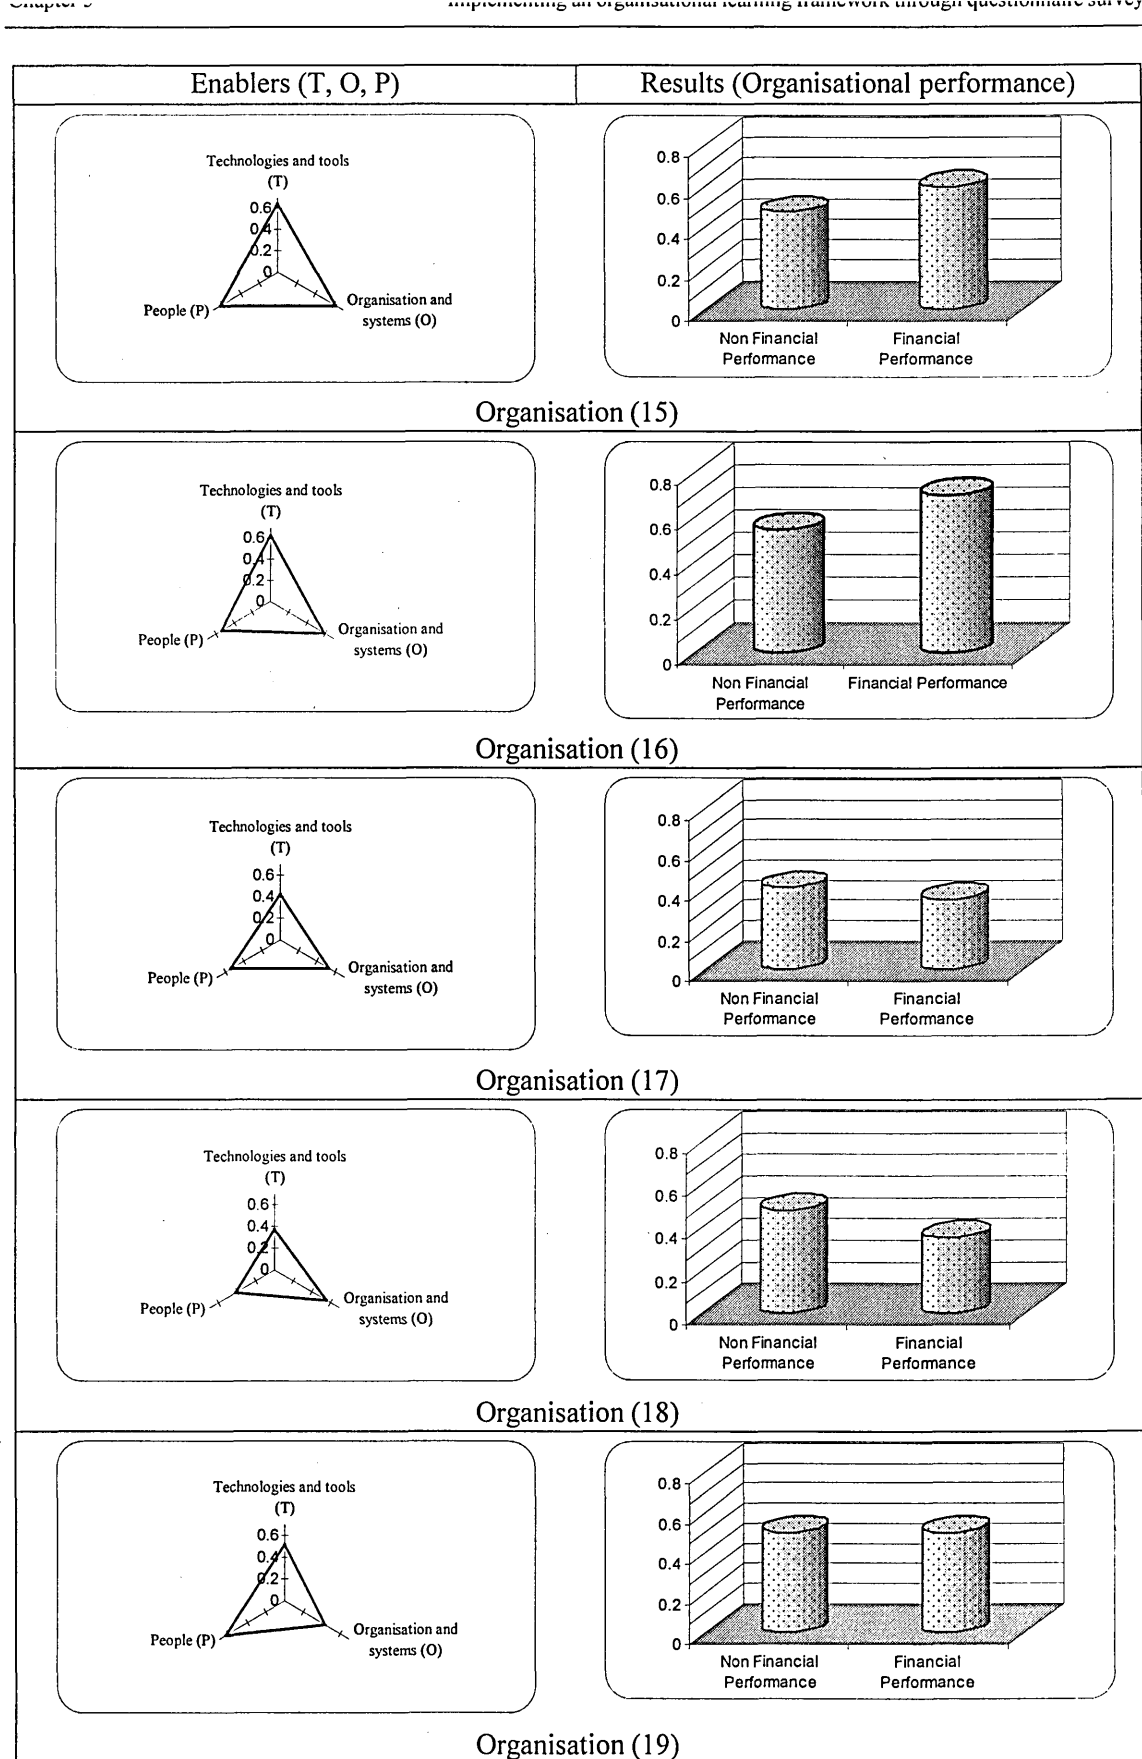 Implementing an organisational learning framework through questionnaire survey
Enablers (T, O, P)
Results (Organisational performance)
Technologies and tools
(T)
0.6
0.4
0.2
0
People (P)
Organisation and
systems (O)
0.8
0.6
0.4
0.2
0
Non Financial
Performance
Financial
Performance
Organisation (15)
Technologies and tools
(T)
0.6
0.4
0.2
0
People (P)
Organisation and
systems (O)
0.8
0.6
0.4
0.2
0
Non Financial
Performance
Financial Performance
Organisation (16)
Technologies and tools
(T)
0.6
0.4
0.2
0
People (P)
Organisation and
systems (O)
0.8
0.6
0.4
0.2
0
Non Financial
Performance
Financial
Performance
Organisation (17)
Technologies and tools
(T)
0.6
0.4
0.2
0
People (P)
Organisation and
systems (O)
0.8
0.6
0.4
0.2
0
Non Financial
Performance
Financial
Performance
Organisation (18)
Technologies and tools
(T)
0.6
0.4
0.2
0
People (P)
Organisation and
systems (O)
0.8
0.6
0.4
0.2
0
Non Financial
Performance
Financial
Performance
Organisation (19)